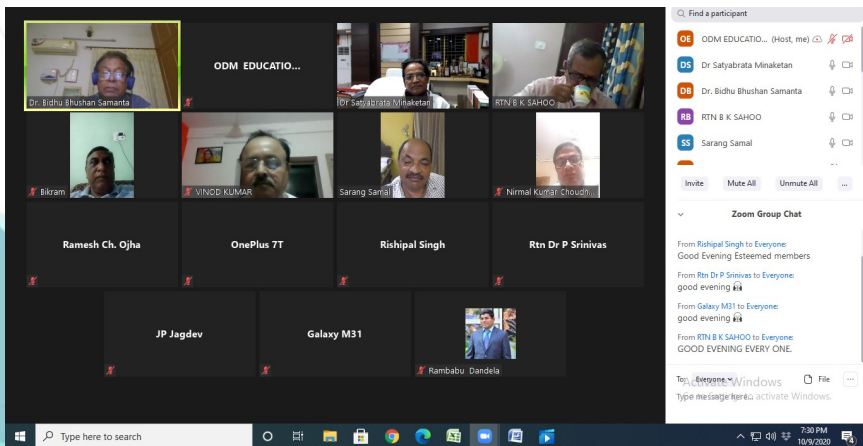 Find a participant
ODM EDUCATIO...
Dr. Bidhu Bhushan Samanta
Dr Satyabrata Minaketan
RTN B K SAHOO
Bikram
VINOD KUMAR
Sarang Samal
Nirmal Kumar Choudh...
Ramesh Ch. Ojha
OnePlus 7T
Rishipal Singh
Rtn Dr P Srinivas
JP Jagdev
Galaxy M31
Rambabu Dandela
OE ODM EDUCATIO... (Host, me)
DS Dr Satyabrata Minaketan
DB Dr. Bidhu Bhushan Samanta
RB RTN B K SAHOO
SS Sarang Samal
Invite Mute All Unmute All ...
Zoom Group Chat
From Rishipal Singh to Everyone:
Good Evening Esteemed members
From Rtn Dr P Srinivas to Everyone:
good evening
From Galaxy M31 to Everyone:
good evening
From RTN B K SAHOO to Everyone:
GOOD EVENING EVERY ONE.
Activate Windows
To: Everyone File ...
Type message here...
activate Windows.
Type here to search
7:30 PM
10/9/2020